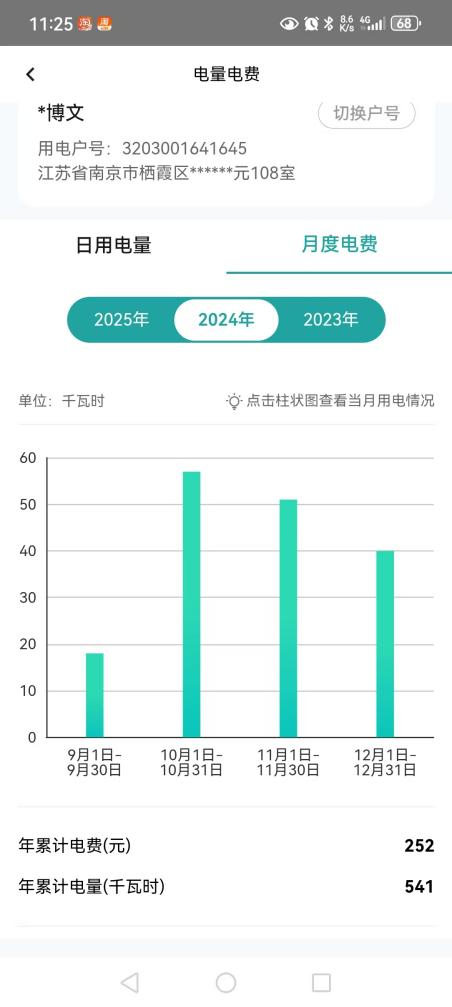 11:25 淘 淘 8.6 K/s 4G 68
电量电费
*博文
切换户号
用电户号：3203001641645
江苏省南京市栖霞区******元108室
日用电量 月度电费
2025年 2024年 2023年
单位：千瓦时 点击柱状图查看当月用电情况
60
50
40
30
20
10
0
9月1日-
9月30日
10月1日-
10月31日
11月1日-
11月30日
12月1日-
12月31日
年累计电费(元) 252
年累计电量(千瓦时) 541